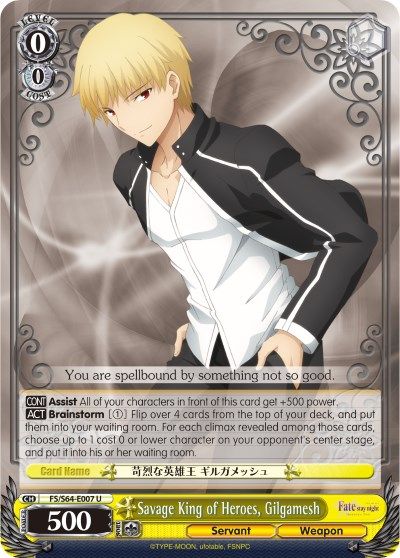 LEVEL
0
0
COST
You are spellbound by something not so good.
CONT Assist All of your characters in front of this card get +500 power.
ACT Brainstorm [①] Flip over 4 cards from the top of your deck, and put
them into your waiting room. For each climax revealed among those cards,
choose up to 1 cost 0 or lower character in your opponent's center stage, and
put it into their waiting room.
Card Name
苛烈な英雄王 ギルガメッシュ
CH FS/S64-E007 U
Savage King of Heroes, Gilgamesh
Fate/stay night
POWER 500
Servant Weapon
©TYPE-MOON, ufotable, FSNPC